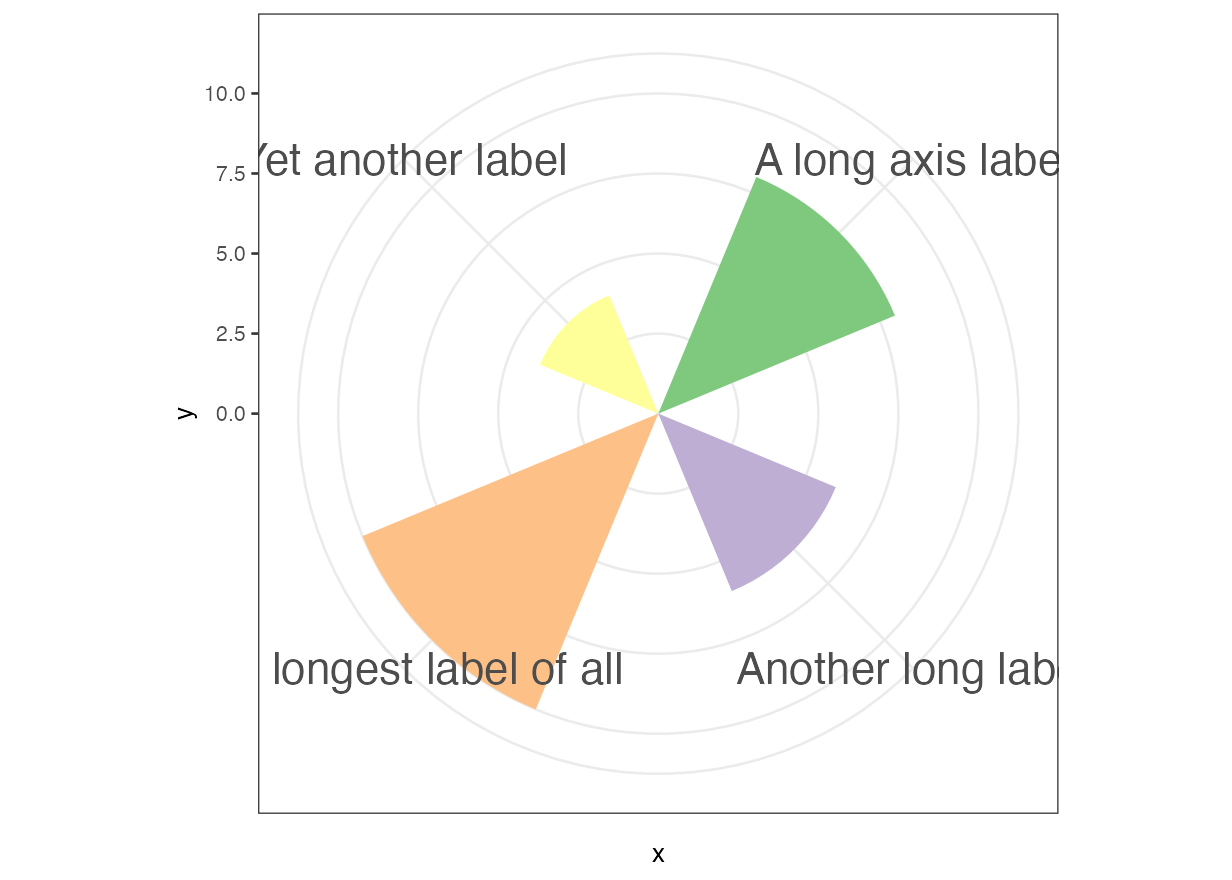 10.0
Yet another label
A long axis labe
7.5
5.0
2.5
y
0.0
longest label of all
Another long lab
x